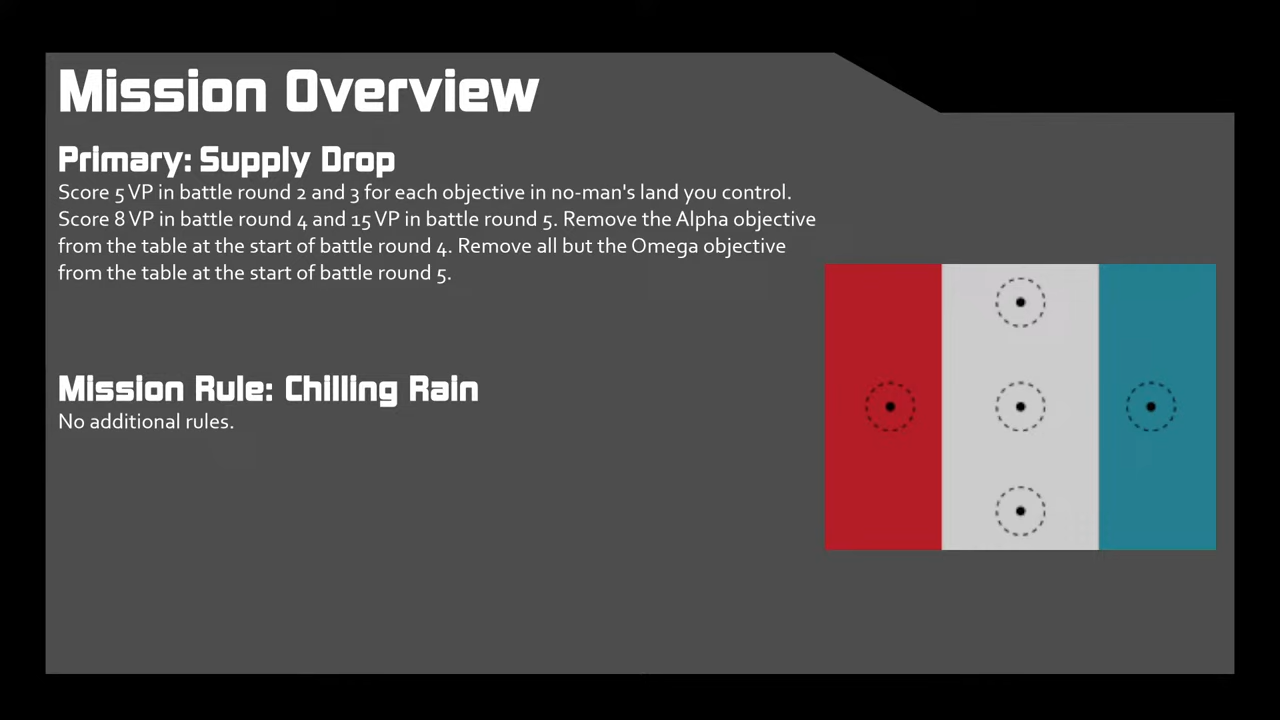 Mission Overview
Primary: Supply Drop
Score 5 VP in battle round 2 and 3 for each objective in no-man's land you control.
Score 8 VP in battle round 4 and 15 VP in battle round 5. Remove the Alpha objective
from the table at the start of battle round 4. Remove all but the Omega objective
from the table at the start of battle round 5.
Mission Rule: Chilling Rain
No additional rules.